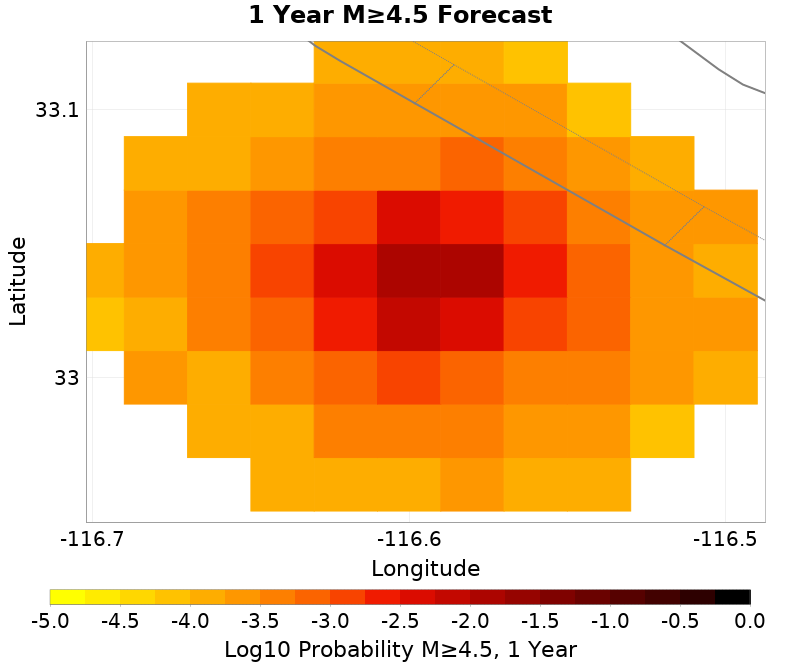 1 Year M≥4.5 Forecast
33.1
33
Latitude
-116.7 -116.6 -116.5
Longitude
-5.0 -4.5 -4.0 -3.5 -3.0 -2.5 -2.0 -1.5 -1.0 -0.5 0.0
Log10 Probability M≥4.5, 1 Year